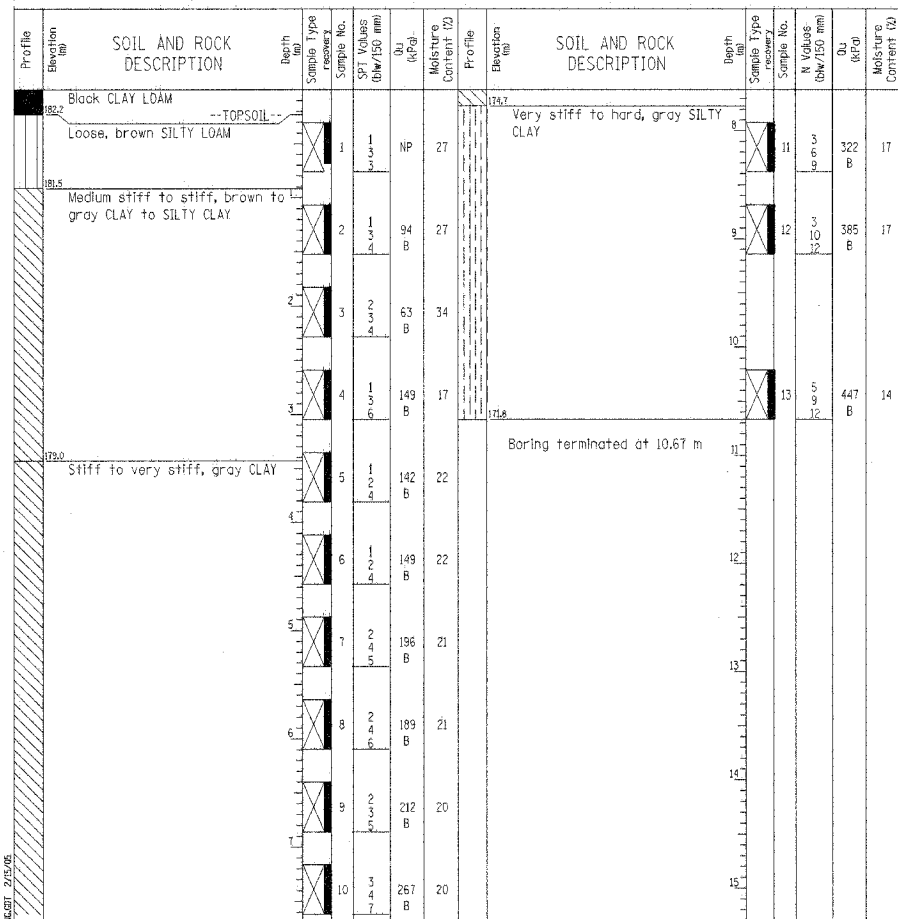 Profile
Elevation
(m)
SOIL AND ROCK
DESCRIPTION
Depth
(m)
Sample Type
recovery
Sample No.
SPT Values
(blw/150 mm)
Qu
(kPa)
Moisture
Content (%)
Black CLAY LOAM
182.2
--TOPSOIL--
Loose, brown SILTY LOAM
1
1
3
3
NP
27
181.5
1
Medium stiff to stiff, brown to
gray CLAY to SILTY CLAY
2
1
3
4
94
B
27
2
3
2
3
4
63
B
34
4
1
3
6
149
B
17
3
179.0
Stiff to very stiff, gray CLAY
5
1
2
4
142
B
22
4
6
1
2
4
149
B
22
5
7
2
4
5
196
B
21
8
2
4
6
189
B
21
6
9
2
3
5
212
B
20
7
10
3
4
7
267
B
20
Profile
Elevation
(m)
SOIL AND ROCK
DESCRIPTION
Depth
(m)
Sample Type
recovery
Sample No.
N Values
(blw/150 mm)
Qu
(kPa)
Moisture
Content (%)
174.7
Very stiff to hard, gray SILTY
CLAY
8
11
3
6
9
322
B
17
9
12
3
10
12
385
B
17
10
13
5
9
12
447
B
14
171.8
Boring terminated at 10.67 m
11
12
13
14
15
2/15/05